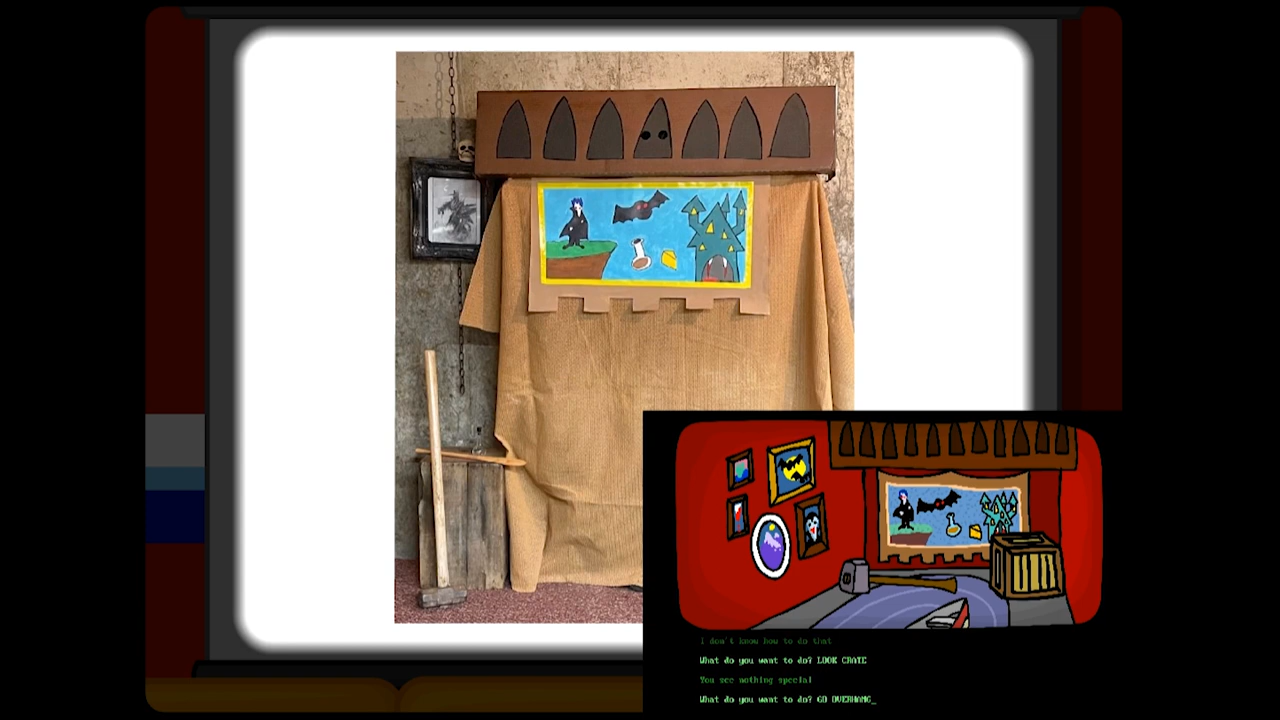 I don't know how to do that
What do you want to do? LOOK CRATE
You see nothing special
What do you want to do? GO OVERHANG_